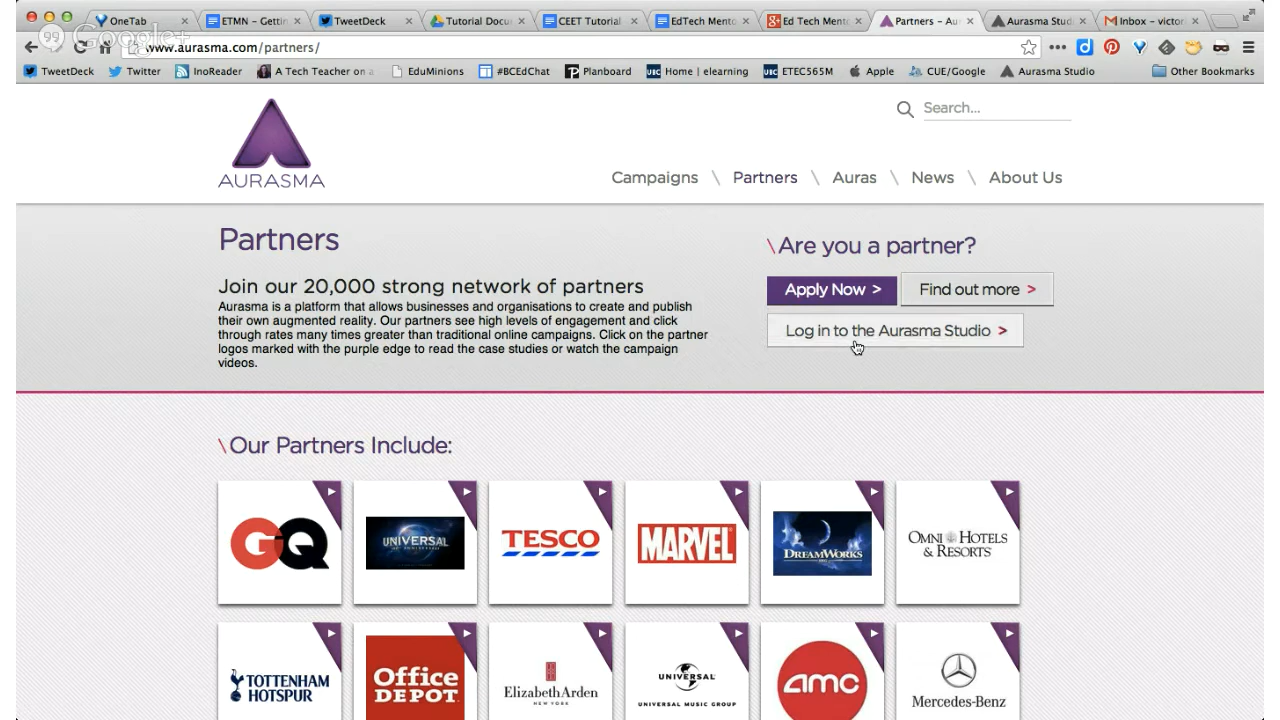 OneTab
ETMN – Gettin
TweetDeck
Tutorial Docu
CEET Tutorial
EdTech Mento
Ed Tech Mente
Partners – Au
Aurasma Stud
Inbox – victor
Google+
www.aurasma.com/partners/
TweetDeck
Twitter
InoReader
A Tech Teacher on a
EduMinions
#BCEdChat
Planboard
UBC Home | elearning
UBC ETEC565M
Apple
CUE/Google
Aurasma Studio
Other Bookmarks
AURASMA
Search...
Campaigns \ Partners \ Auras \ News \ About Us
Partners
Join our 20,000 strong network of partners
Aurasma is a platform that allows businesses and organisations to create and publish
their own augmented reality. Our partners see high levels of engagement and click
through rates many times greater than traditional online campaigns. Click on the partner
logos marked with the purple edge to read the case studies or watch the campaign
videos.
\Are you a partner?
Apply Now >
Find out more >
Log in to the Aurasma Studio >
\Our Partners Include:
GQ
UNIVERSAL
TESCO
MARVEL
DREAMWORKS
OMNI HOTELS
& RESORTS
TOTTENHAM
HOTSPUR
Office
DEPOT
Elizabeth Arden
NEW YORK
UNIVERSAL
UNIVERSAL MUSIC GROUP
amc
Mercedes-Benz